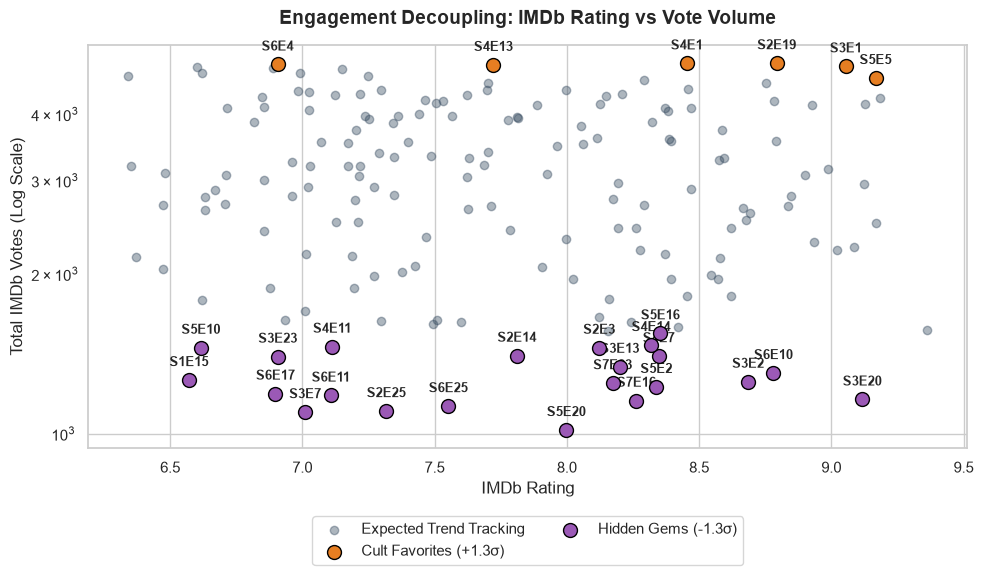 Engagement Decoupling: IMDb Rating vs Vote Volume
S6E4
S4E13
S4E1
S2E19
S3E1
S5E5
4 × 10³
3 × 10³
2 × 10³
10³
Total IMDb Votes (Log Scale)
S5E10
S1E15
S3E23
S4E11
S6E17
S6E11
S3E7
S2E25
S6E25
S2E14
S5E20
S2E3
S5E16
S4E14
S3E13
S5E2
S7E16
S3E2
S6E10
S3E20
6.5
7.0
7.5
8.0
8.5
9.0
9.5
IMDb Rating
Expected Trend Tracking
Cult Favorites (+1.3σ)
Hidden Gems (-1.3σ)